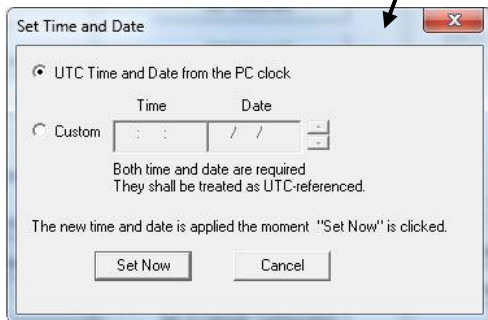 Set Time and Date
UTC Time and Date from the PC clock
Time Date
Custom : : / /
Both time and date are required
They shall be treated as UTC-referenced.
The new time and date is applied the moment "Set Now" is clicked.
Set Now Cancel